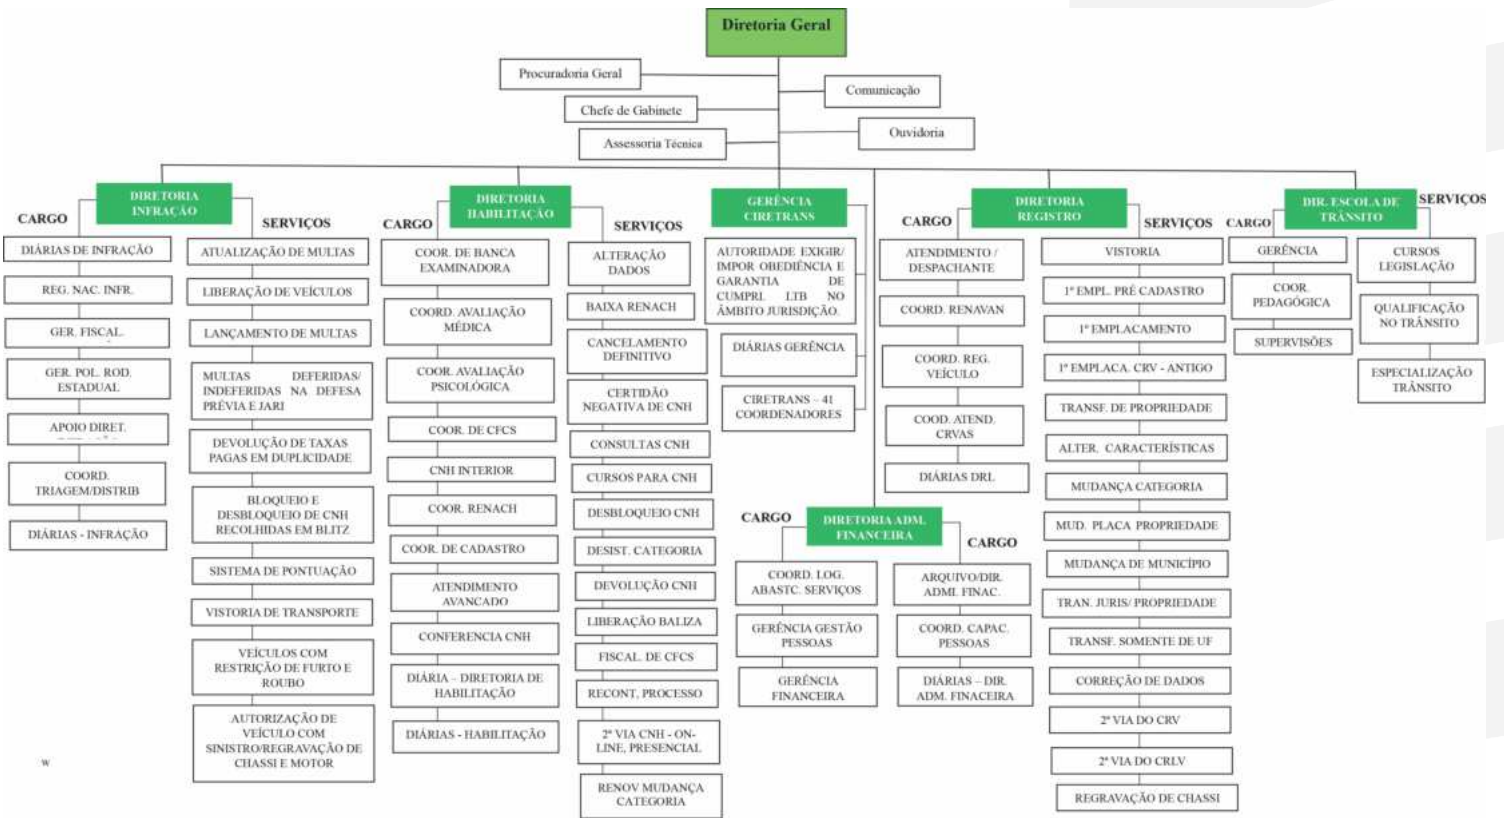 Diretoria Geral
Procuradoria Geral
Comunicação
Chefe de Gabinete
Ouvidoria
Assessoria Técnica
DIRETORIA
INFRAÇÃO
CARGO
DIÁRIAS DE INFRAÇÃO
REG. NAC. INFR.
GER. FISCAL.
GER. POL. ROD.
ESTADUAL
APOIO DIRET.
COORD.
TRIAGEM/DISTRIB
DIÁRIAS - INFRAÇÃO
SERVIÇOS
ATUALIZAÇÃO DE MULTAS
LIBERAÇÃO DE VEÍCULOS
LANÇAMENTO DE MULTAS
MULTAS DEFERIDAS/
INDEFERIDAS NA DEFESA
PRÉVIA E JARI
DEVOLUÇÃO DE TAXAS
PAGAS EM DUPLICIDADE
BLOQUEIO E
DESBLOQUEIO DE CNH
RECOLHIDAS EM BLITZ
SISTEMA DE PONTUAÇÃO
VISTORIA DE TRANSPORTE
VEÍCULOS COM
RESTRIÇÃO DE FURTO E
ROUBO
AUTORIZAÇÃO DE
VEÍCULO COM
SINISTRO/REGRAVAÇÃO DE
CHASSI E MOTOR
DIRETORIA
HABILITAÇÃO
CARGO
COOR. DE BANCA
EXAMINADORA
COORD. AVALIAÇÃO
MÉDICA
COOR. AVALIAÇÃO
PSICOLÓGICA
COOR. DE CFCS
CNH INTERIOR
COOR. RENACH
COOR. DE CADASTRO
ATENDIMENTO
AVANCADO
CONFERENCIA CNH
DIÁRIA – DIRETORIA DE
HABILITAÇÃO
DIÁRIAS - HABILITAÇÃO
SERVIÇOS
ALTERAÇÃO
DADOS
BAIXA RENACH
CANCELAMENTO
DEFINITIVO
CERTIDÃO
NEGATIVA DE CNH
CONSULTAS CNH
CURSOS PARA CNH
DESBLOQUEIO CNH
DESIST. CATEGORIA
DEVOLUÇÃO CNH
LIBERAÇÃO BALIZA
FISCAL. DE CFCS
RECONT. PROCESSO
2ª VIA CNH - ON-
LINE, PRESENCIAL
RENOV MUDANÇA
CATEGORIA
GERÊNCIA
CIRETRANS
AUTORIDADE EXIGIR/
IMPOR OBEDIÊNCIA E
GARANTIA DE
CUMPRI. LTB NO
ÂMBITO JURISDIÇÃO.
DIÁRIAS GERÊNCIA
CIRETRANS – 41
COORDENADORES
DIRETORIA ADM.
FINANCEIRA
CARGO
COORD. LOG.
ABASTC. SERVIÇOS
GERÊNCIA GESTÃO
PESSOAS
GERÊNCIA
FINANCEIRA
CARGO
ARQUIVO/DIR.
ADMI. FINAC.
COORD. CAPAC.
PESSOAS
DIÁRIAS – DIR.
ADM. FINACEIRA
DIRETORIA
REGISTRO
CARGO
ATENDIMENTO /
DESPACHANTE
COORD. RENAVAN
COORD. REG.
VEÍCULO
COOD. ATEND.
CRVAS
DIÁRIAS DRL
SERVIÇOS
VISTORIA
1º EMPL. PRÉ CADASTRO
1º EMPLACAMENTO
1º EMPLACA. CRV - ANTIGO
TRANSF. DE PROPRIEDADE
ALTER. CARACTERÍSTICAS
MUDANÇA CATEGORIA
MUD. PLACA PROPRIEDADE
MUDANÇA DE MUNICÍPIO
TRAN. JURIS/ PROPRIEDADE
TRANSF. SOMENTE DE UF
CORREÇÃO DE DADOS
2ª VIA DO CRV
2ª VIA DO CRLV
REGRAVAÇÃO DE CHASSI
DIR. ESCOLA DE
TRÂNSITO
CARGO
GERÊNCIA
COOR.
PEDAGÓGICA
SUPERVISÕES
SERVIÇOS
CURSOS
LEGISLAÇÃO
QUALIFICAÇÃO
NO TRÂNSITO
ESPECIALIZAÇÃO
TRÂNSITO
w